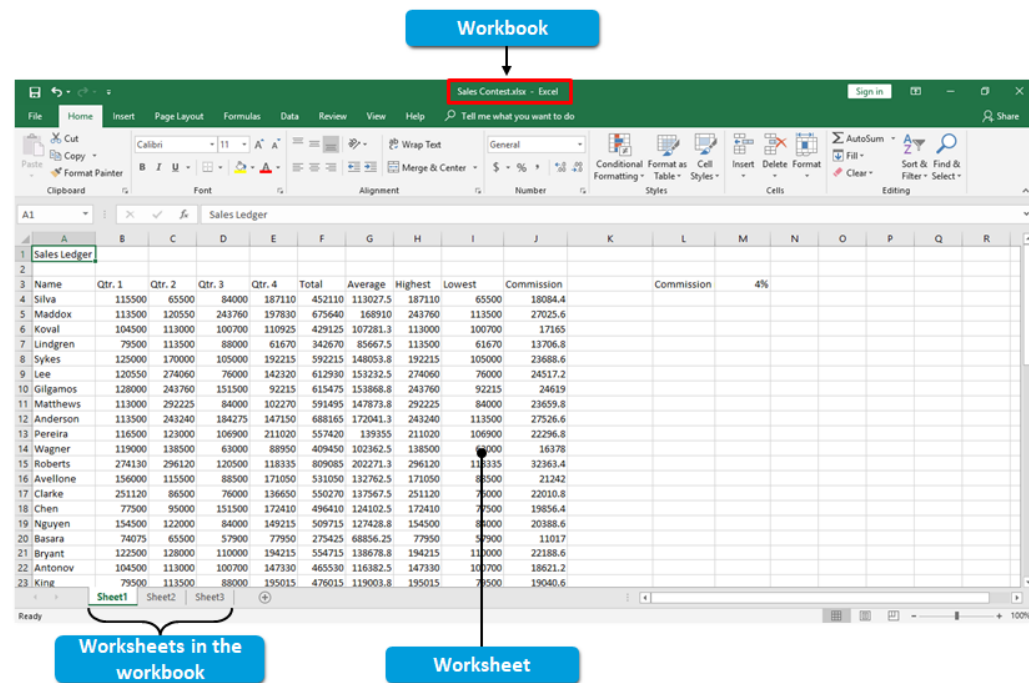 Workbook
Sales Contest.xlsx - Excel
Sign in
File Home Insert Page Layout Formulas Data Review View Help Tell me what you want to do Share
Paste
Cut
Copy
Format Painter
Clipboard
Calibri 11
B I U
Font
Wrap Text
Merge & Center
Alignment
General
$ % ,
Number
Conditional Formatting
Format as Table
Cell Styles
Styles
Insert Delete Format
Cells
AutoSum
Fill
Clear
Sort & Filter
Find & Select
Editing
A1 fx Sales Ledger
A B C D E F G H I J K L M N O P Q R
1 Sales Ledger
2
3 Name Qtr. 1 Qtr. 2 Qtr. 3 Qtr. 4 Total Average Highest Lowest Commission Commission 4%
4 Silva 115500 65500 84000 187110 452110 113027.5 187110 65500 18084.4
5 Maddox 113500 120550 243760 197830 675640 168910 243760 113500 27025.6
6 Koval 104500 113000 100700 110925 429125 107281.3 113000 100700 17165
7 Lindgren 79500 113500 88000 61670 342670 85667.5 113500 61670 13706.8
8 Sykes 125000 170000 105000 192215 592215 148053.8 192215 105000 23688.6
9 Lee 120550 274060 76000 142320 612930 153232.5 274060 76000 24517.2
10 Gilgamos 128000 243760 151500 92215 615475 153868.8 243760 92215 24619
11 Matthews 113000 292225 84000 102270 591495 147873.8 292225 84000 23659.8
12 Anderson 113500 243240 184275 147150 688165 172041.3 243240 113500 27526.6
13 Pereira 116500 123000 106900 211020 557420 139355 211020 106900 22296.8
14 Wagner 119000 138500 63000 88950 409450 102362.5 138500 63000 16378
15 Roberts 274130 296120 120500 118335 809085 202271.3 296120 118335 32363.4
16 Avellone 156000 115500 88500 171050 531050 132762.5 171050 88500 21242
17 Clarke 251120 86500 76000 136650 550270 137567.5 251120 76000 22010.8
18 Chen 77500 95000 151500 172410 496410 124102.5 172410 77500 19856.4
19 Nguyen 154500 122000 84000 149215 509715 127428.8 154500 84000 20388.6
20 Basara 74075 65500 57900 77950 275425 68856.25 77950 57900 11017
21 Bryant 122500 128000 110000 194215 554715 138678.8 194215 110000 22188.6
22 Antonov 104500 113000 100700 147330 465530 116382.5 147330 100700 18621.2
23 King 79500 113500 88000 195015 476015 119003.8 195015 79500 19040.6
Sheet1 Sheet2 Sheet3
Ready 100%
Worksheets in the
workbook
Worksheet